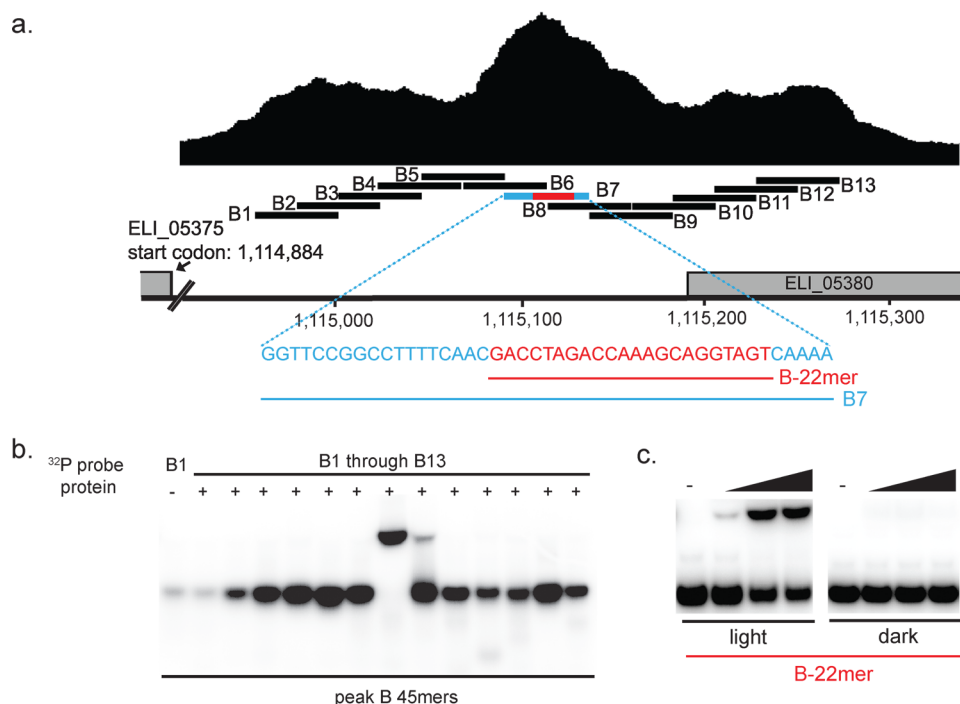 a.
B1
B2
B3
B4
B5
B6
B7
B8
B9
B10
B11
B12
B13
ELI_05375
start codon: 1,114,884
ELI_05380
1,115,000
1,115,100
1,115,200
1,115,300
GGTTCCGGCCTTTTCAACGACCTAGACCAAAGCAGGTAGTCAAAA
B-22mer
B7
b.
32P probe
B1
B1 through B13
protein
- + + + + + + + + + + + + +
peak B 45mers
c.
-
-
light
dark
B-22mer